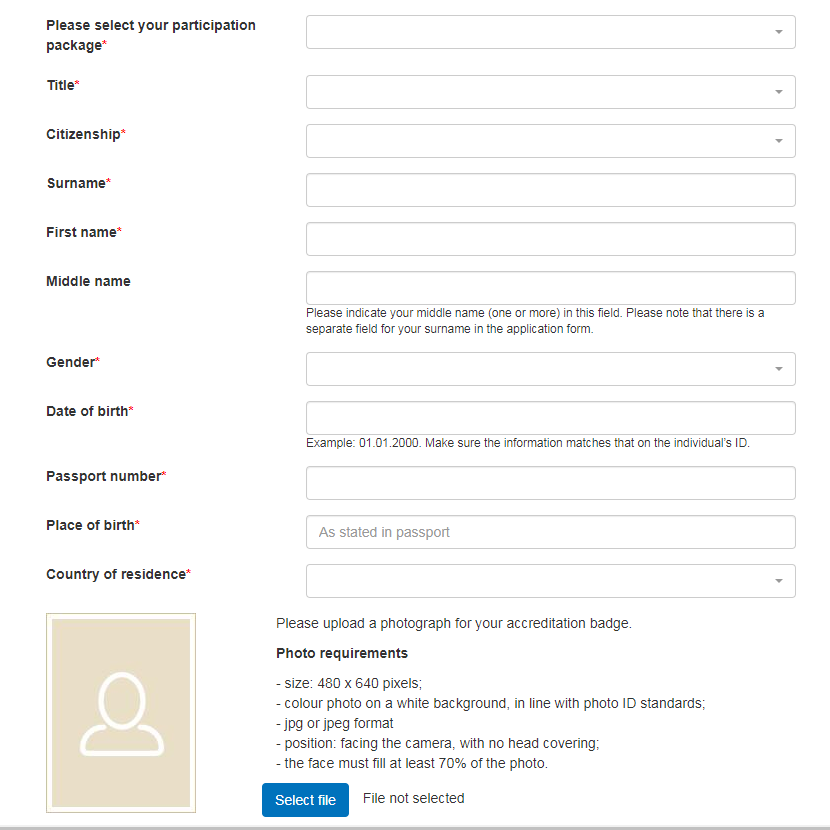 Please select your participation
package*
Title*
Citizenship*
Surname*
First name*
Middle name
Please indicate your middle name (one or more) in this field. Please note that there is a
separate field for your surname in the application form.
Gender*
Date of birth*
Example: 01.01.2000. Make sure the information matches that on the individual's ID.
Passport number*
Place of birth*
As stated in passport
Country of residence*
Please upload a photograph for your accreditation badge.
Photo requirements
- size: 480 x 640 pixels;
- colour photo on a white background, in line with photo ID standards;
- jpg or jpeg format
- position: facing the camera, with no head covering;
- the face must fill at least 70% of the photo.
Select file File not selected